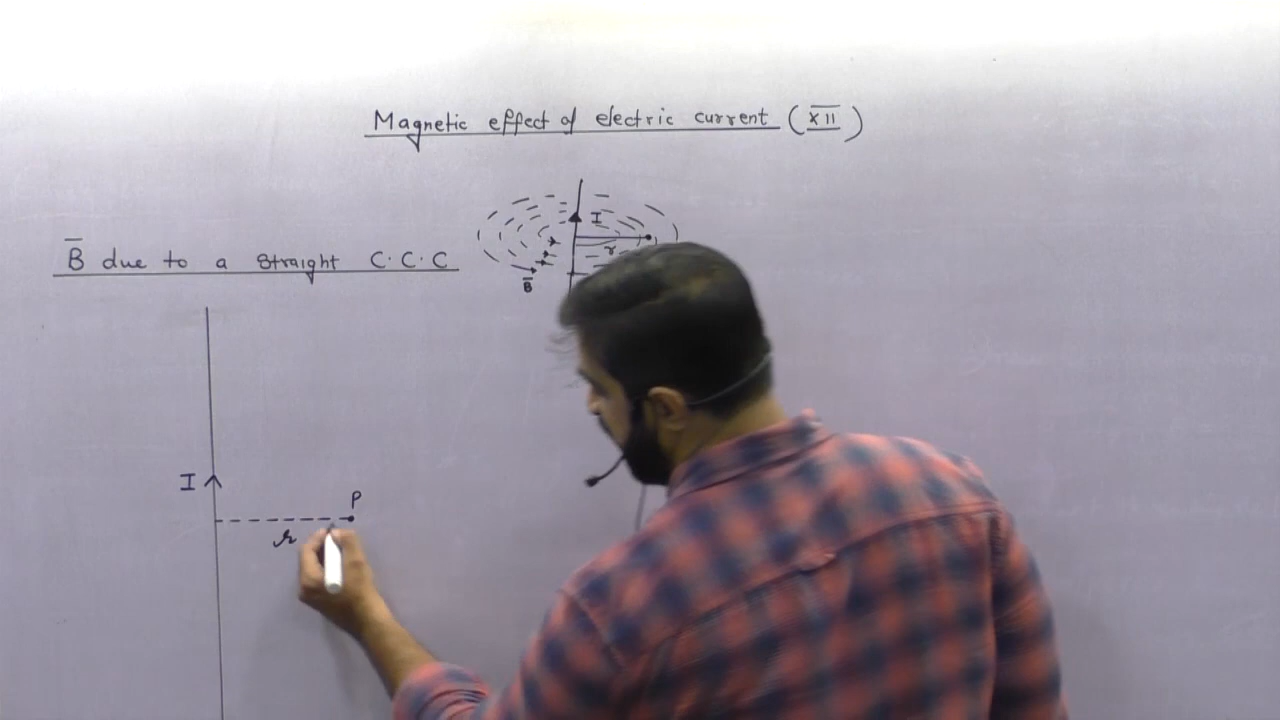 Magnetic effect of electric current (XII)
I
r
B̅ due to a straight C.C.C
B̅
I
P
r